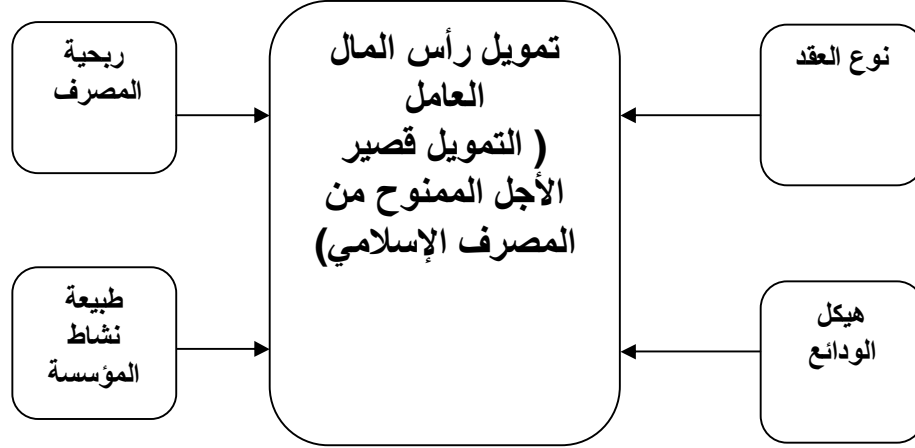 نوع العقد
تمويل رأس المال
العامل
( التمويل قصير
الأجل الممنوح من
المصرف الإسلامي)
ربحية
المصرف
هيكل
الودائع
طبيعة
نشاط
المؤسسة